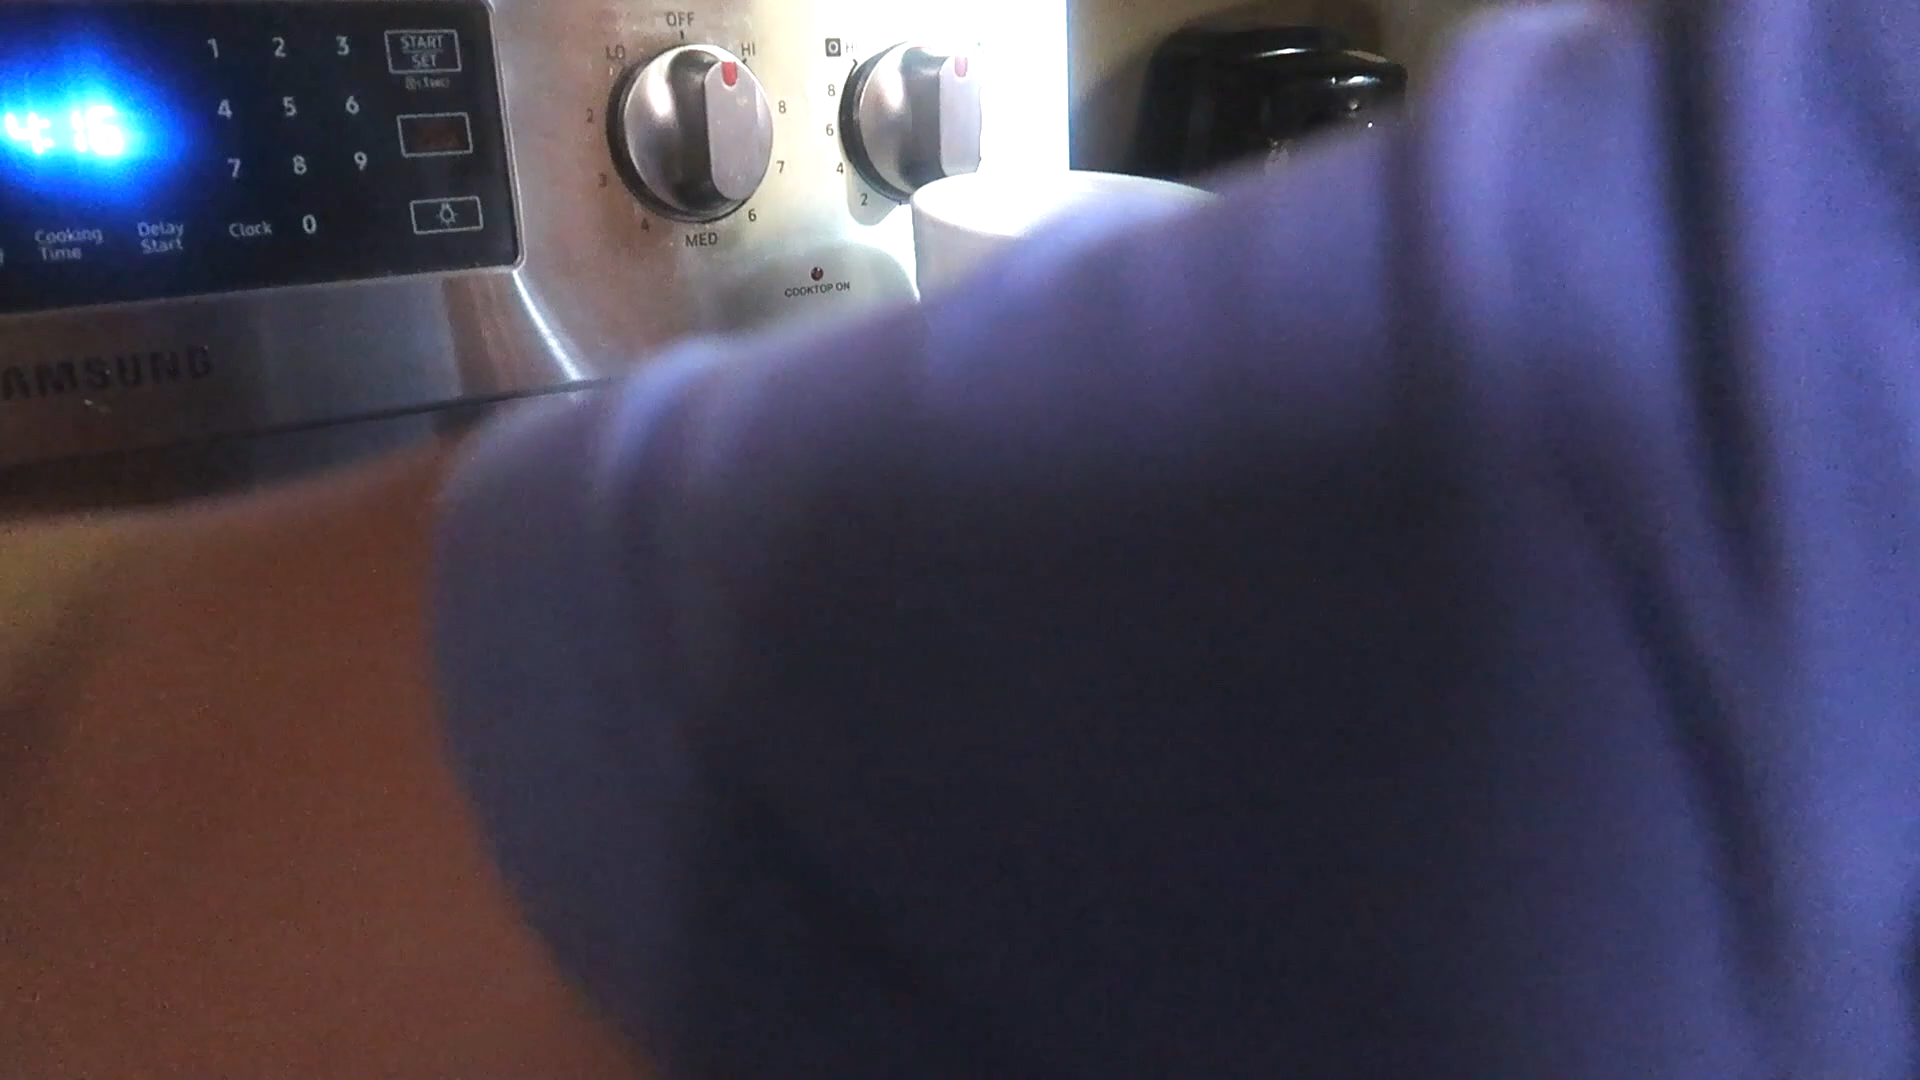 4:16
1 2 3
START
SET
4 5 6
7 8 9
Cooking
Time
Delay
Start
Clock
0
OFF
LO
HI
2
8
3
7
4
6
MED
8
6
4
2
COOKTOP ON
AMSUNG